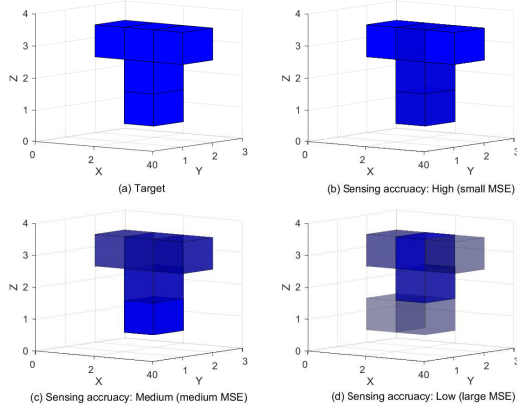 4 4
3 3
Z 2 Z 2
1 1
0 0
0 2 40 1 2 3 0 2 40 1 2 3
X Y X Y
(a) Target (b) Sensing accruacy: High (small MSE)
4 4
3 3
Z 2 Z 2
1 1
0 0
0 2 40 1 2 3 0 2 40 1 2 3
X Y X Y
(c) Sensing accruacy: Medium (medium MSE) (d) Sensing accruacy: Low (large MSE)